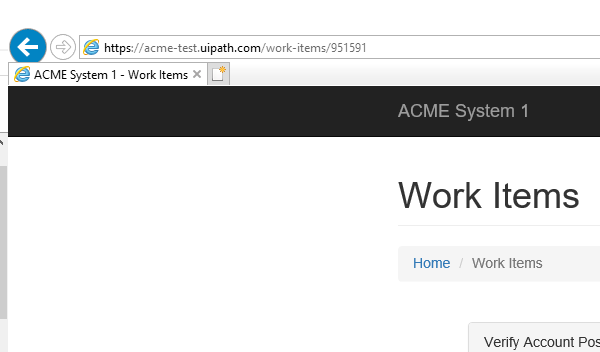 https://acme-test.uipath.com/work-items/951591
ACME System 1 - Work Items
ACME System 1
Work Items
Home / Work Items
Verify Account Pos